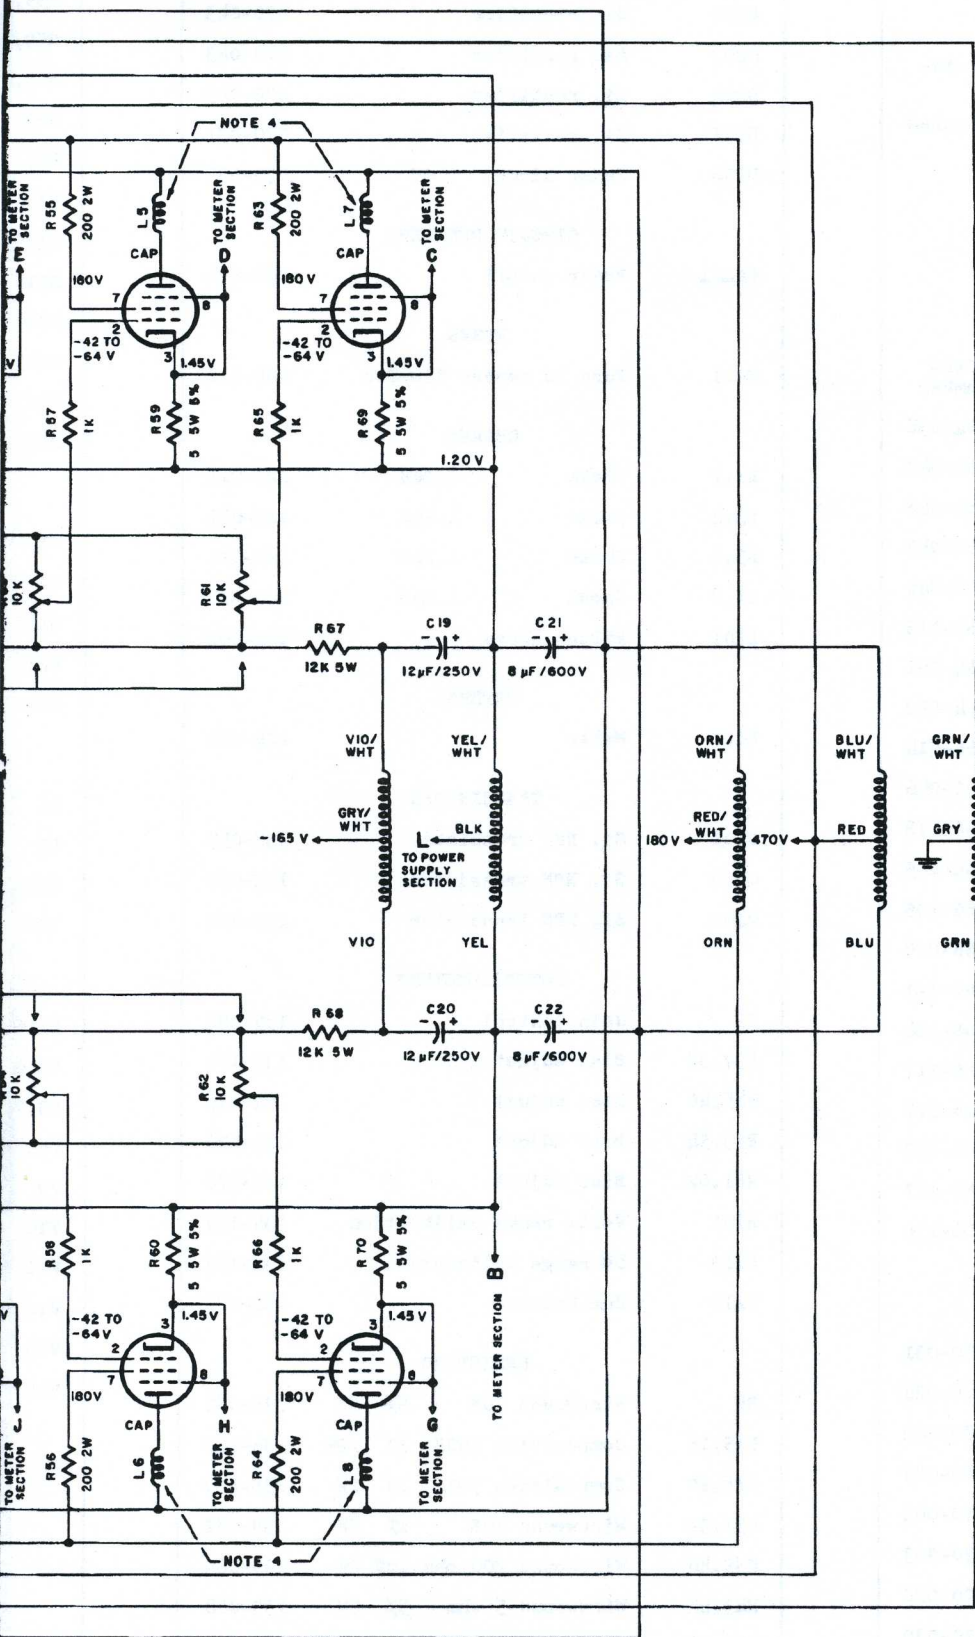 NOTE 4
E TO METER SECTION
R55 200 2W
L5
CAP
D TO METER SECTION
R63 200 2W
L7
CAP
C TO METER SECTION
180V
7
8
2
3
-42 TO
-64 V
1.45V
180V
7
8
2
3
-42 TO
-64 V
1.45V
V
R57 1K
R59 5 5W 5%
R65 1K
R69 5 5W 5%
1.20V
10K
R61 10K
R67
12K 5W
C19
- +
12µF/250V
C21
- +
8µF/600V
VIO/
WHT
YEL/
WHT
ORN/
WHT
BLU/
WHT
GRN/
WHT
GRY/
WHT
-165 V
BLK
L
TO POWER
SUPPLY
SECTION
RED/
WHT
180V
470V
RED
GRY
VIO
YEL
ORN
BLU
GRN
R68
12K 5W
C20
- +
12µF/250V
C22
- +
8µF/600V
10K
R62 10K
R58 1K
R60 5 5W 5%
R66 1K
R70 5 5W 5%
B TO METER SECTION
V
-42 TO
-64 V
3
1.45V
2
7
8
180V
-42 TO
-64 V
3
1.45V
2
7
8
180V
J TO METER SECTION
R56 200 2W
CAP
L6
H TO METER SECTION
R64 200 2W
CAP
L8
G TO METER SECTION
NOTE 4